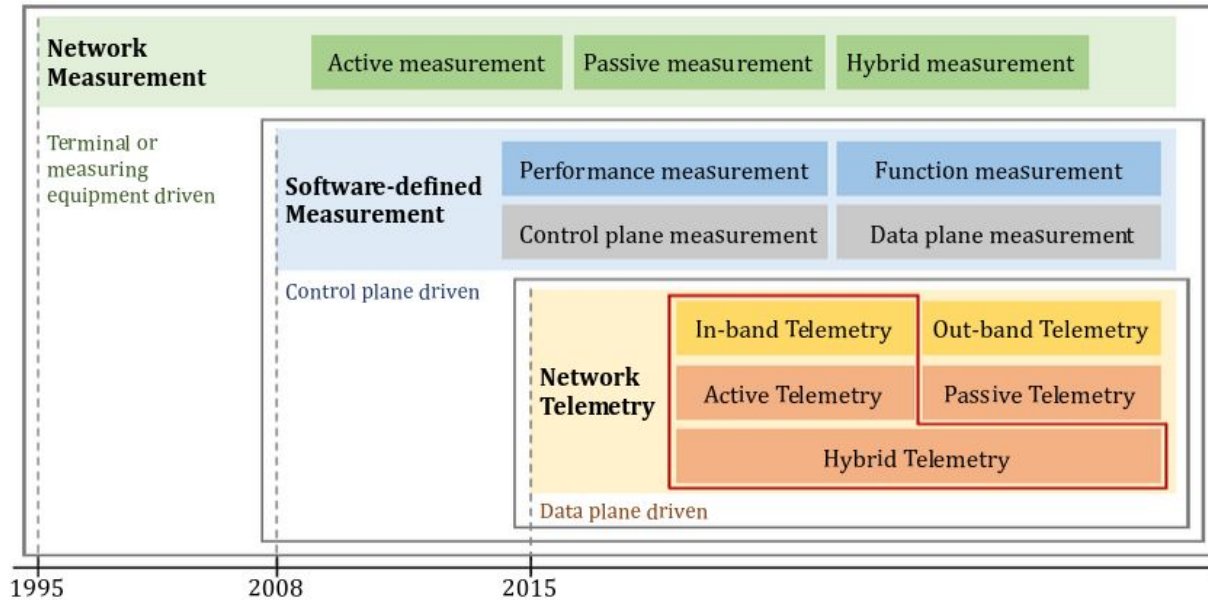 Network
Measurement
Active measurement
Passive measurement
Hybrid measurement
Terminal or
measuring
equipment driven
Software-defined
Measurement
Performance measurement
Function measurement
Control plane measurement
Data plane measurement
Control plane driven
Network
Telemetry
In-band Telemetry
Out-band Telemetry
Active Telemetry
Passive Telemetry
Hybrid Telemetry
Data plane driven
1995
2008
2015